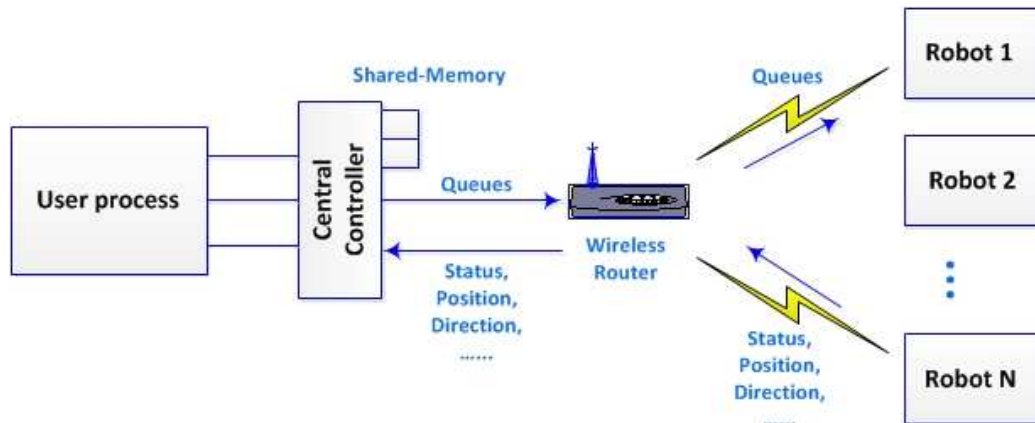 Shared-Memory
User process
Central
Controller
Queues
Status,
Position,
Direction,
......
Wireless
Router
Queues
Robot 1
Robot 2
Status,
Position,
Direction,
Robot N